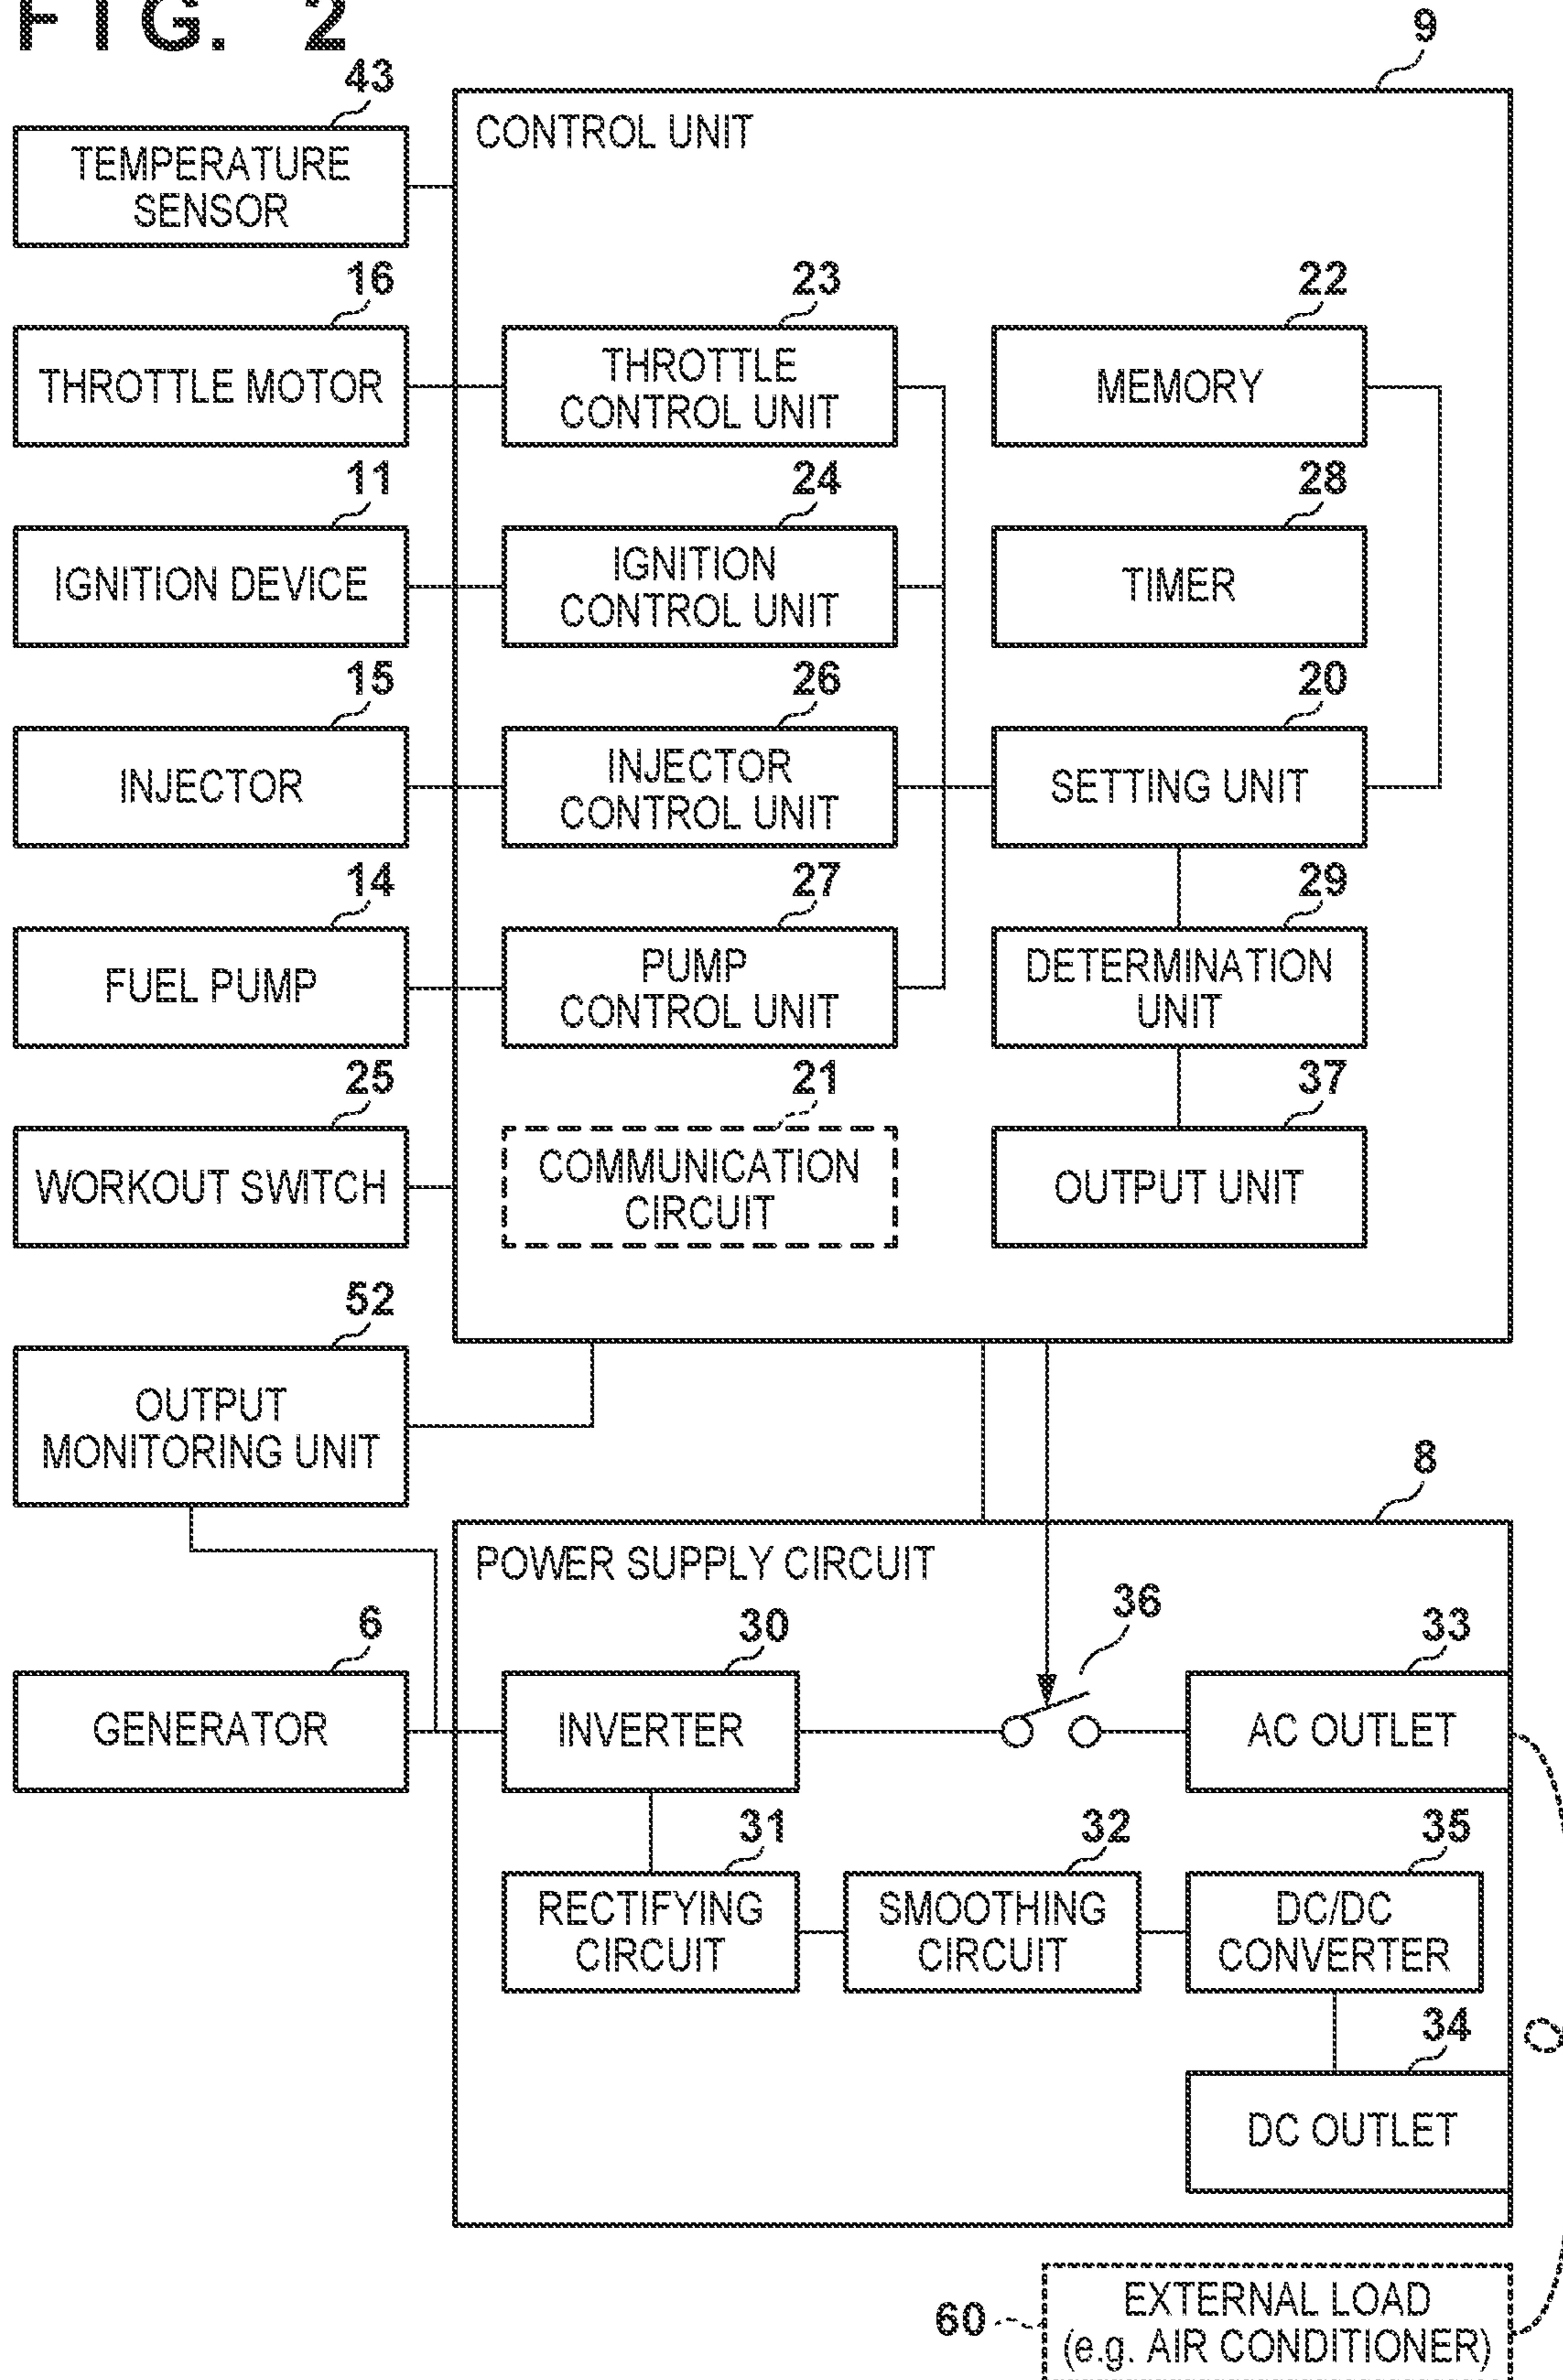 FIG. 2
9
43
CONTROL UNIT
TEMPERATURE
SENSOR
16
23
22
THROTTLE MOTOR
THROTTLE
CONTROL UNIT
MEMORY
11
24
28
IGNITION DEVICE
IGNITION
CONTROL UNIT
TIMER
15
26
20
INJECTOR
INJECTOR
CONTROL UNIT
SETTING UNIT
14
27
29
FUEL PUMP
PUMP
CONTROL UNIT
DETERMINATION
UNIT
25
21
37
WORKOUT SWITCH
COMMUNICATION
CIRCUIT
OUTPUT UNIT
52
OUTPUT
MONITORING UNIT
8
POWER SUPPLY CIRCUIT
6
30
36
33
GENERATOR
INVERTER
AC OUTLET
31
32
35
RECTIFYING
CIRCUIT
SMOOTHING
CIRCUIT
DC/DC
CONVERTER
34
DC OUTLET
60
EXTERNAL LOAD
(e.g. AIR CONDITIONER)